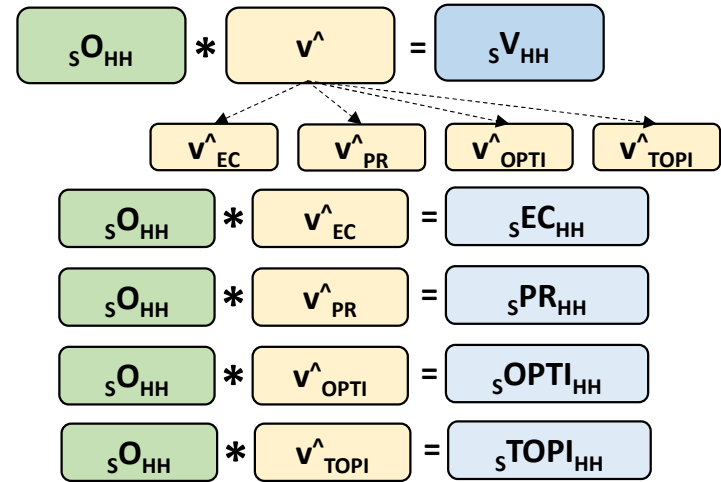 sOHH * v^ = sVHH
v^EC v^PR v^OPTI v^TOPI
sOHH * v^EC = sECHH
sOHH * v^PR = sPRHH
sOHH * v^OPTI = sOPTIHH
sOHH * v^TOPI = sTOPIHH